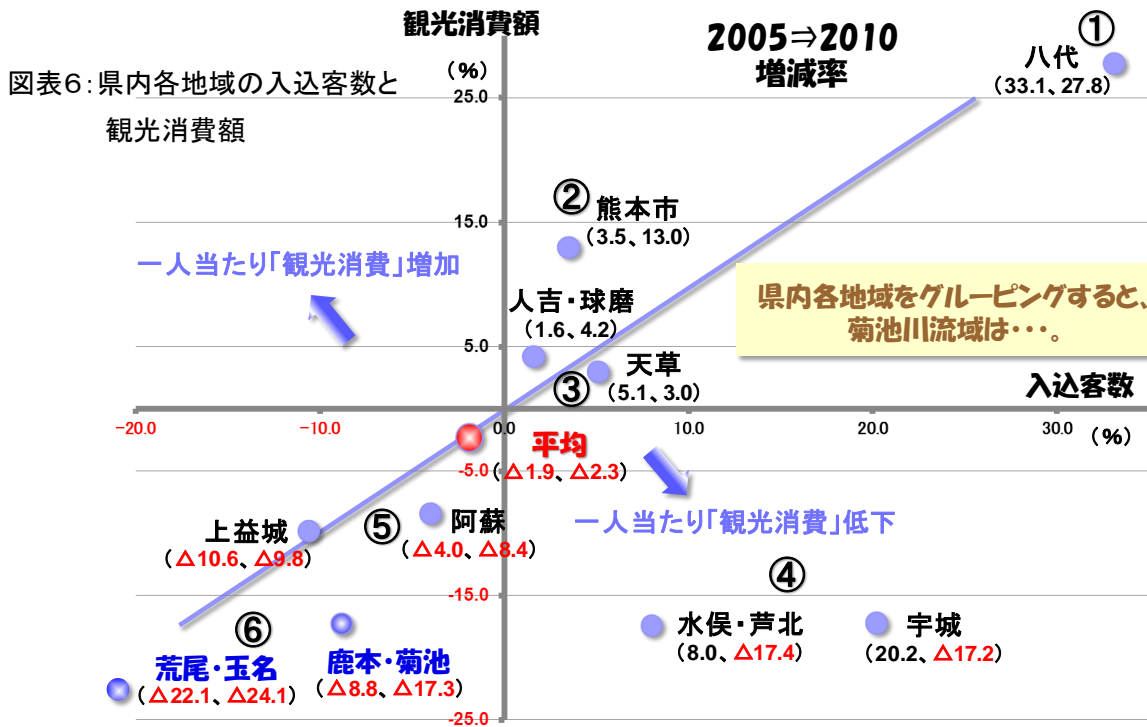 観光消費額
(%)
2005⇒2010
増減率
①
八代
(33.1、27.8)
図表6:県内各地域の入込客数と
観光消費額
25.0
②
熊本市
(3.5、13.0)
15.0
一人当たり「観光消費」増加
人吉・球磨
(1.6、4.2)
県内各地域をグルーピングすると、
菊池川流域は・・・。
5.0
③
天草
(5.1、3.0)
入込客数
(%)
-20.0
-10.0
0.0
10.0
20.0
30.0
平均
(△1.9、△2.3)
-5.0
一人当たり「観光消費」低下
上益城
(△10.6、△9.8)
⑤
阿蘇
(△4.0、△8.4)
④
-15.0
水俣・芦北
(8.0、△17.4)
宇城
(20.2、△17.2)
⑥
荒尾・玉名
(△22.1、△24.1)
鹿本・菊池
(△8.8、△17.3)
-25.0